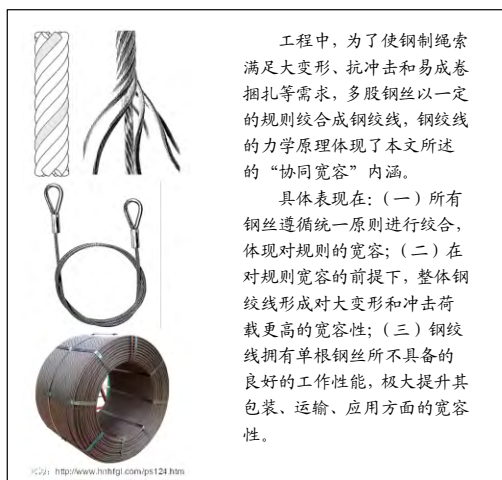 工程中，为了使钢制绳索
满足大变形、抗冲击和易成卷
捆扎等需求，多股钢丝以一定
的规则绞合成钢绞线，钢绞线
的力学原理体现了本文所述
的“协同宽容”内涵。
具体表现在：（一）所有
钢丝遵循统一原则进行绞合，
体现对规则的宽容；（二）在
对规则宽容的前提下，整体钢
绞线形成对大变形和冲击荷
载更高的宽容性；（三）钢绞
线拥有单根钢丝所不具备的
良好的工作性能，极大提升其
包装、运输、应用方面的宽容
性。
http://www.hnhfgl.com/ps124.htm